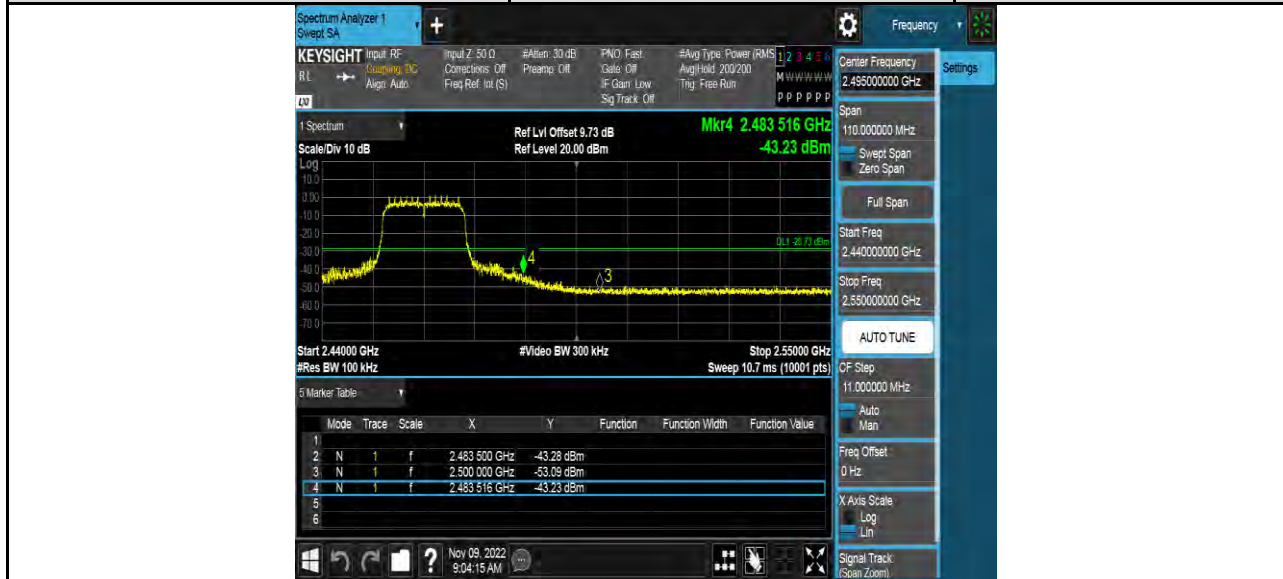 Spectrum Analyzer 1
Swept SA
+
Frequency
KEYSIGHT Input: RF Input Z: 50 Ω #Atten: 30 dB PNO: Fast #Avg Type: Power (RMS 1 2 3 4 5 6
RL Coupling: DC Corrections: Off Preamp: Off Gate: Off Avg|Hold: 200/200 M W W W W W
Align: Auto Freq Ref: Int (S) IF Gain: Low Trig: Free Run
Sig Track: Off P P P P P P
LXI
1 Spectrum
Ref Lvl Offset 9.73 dB
Mkr4 2.483 516 GHz
Scale/Div 10 dB
Ref Level 20.00 dBm
-43.23 dBm
Log
10.0
0.00
-10.0
-20.0
DL1 -28.73 dBm
-30.0
4
-40.0
3
-50.0
-60.0
-70.0
Start 2.44000 GHz #Video BW 300 kHz Stop 2.55000 GHz
#Res BW 100 kHz Sweep 10.7 ms (10001 pts)
5 Marker Table
Mode Trace Scale X Y Function Function Width Function Value
1
2 N 1 f 2.483 500 GHz -43.28 dBm
3 N 1 f 2.500 000 GHz -53.09 dBm
4 N 1 f 2.483 516 GHz -43.23 dBm
5
6
? Nov 09, 2022
9:04:15 AM
Center Frequency
2.495000000 GHz
Settings
Span
110.000000 MHz
Swept Span
Zero Span
Full Span
Start Freq
2.440000000 GHz
Stop Freq
2.550000000 GHz
AUTO TUNE
CF Step
11.000000 MHz
Auto
Man
Freq Offset
0 Hz
X Axis Scale
Log
Lin
Signal Track
(Span Zoom)